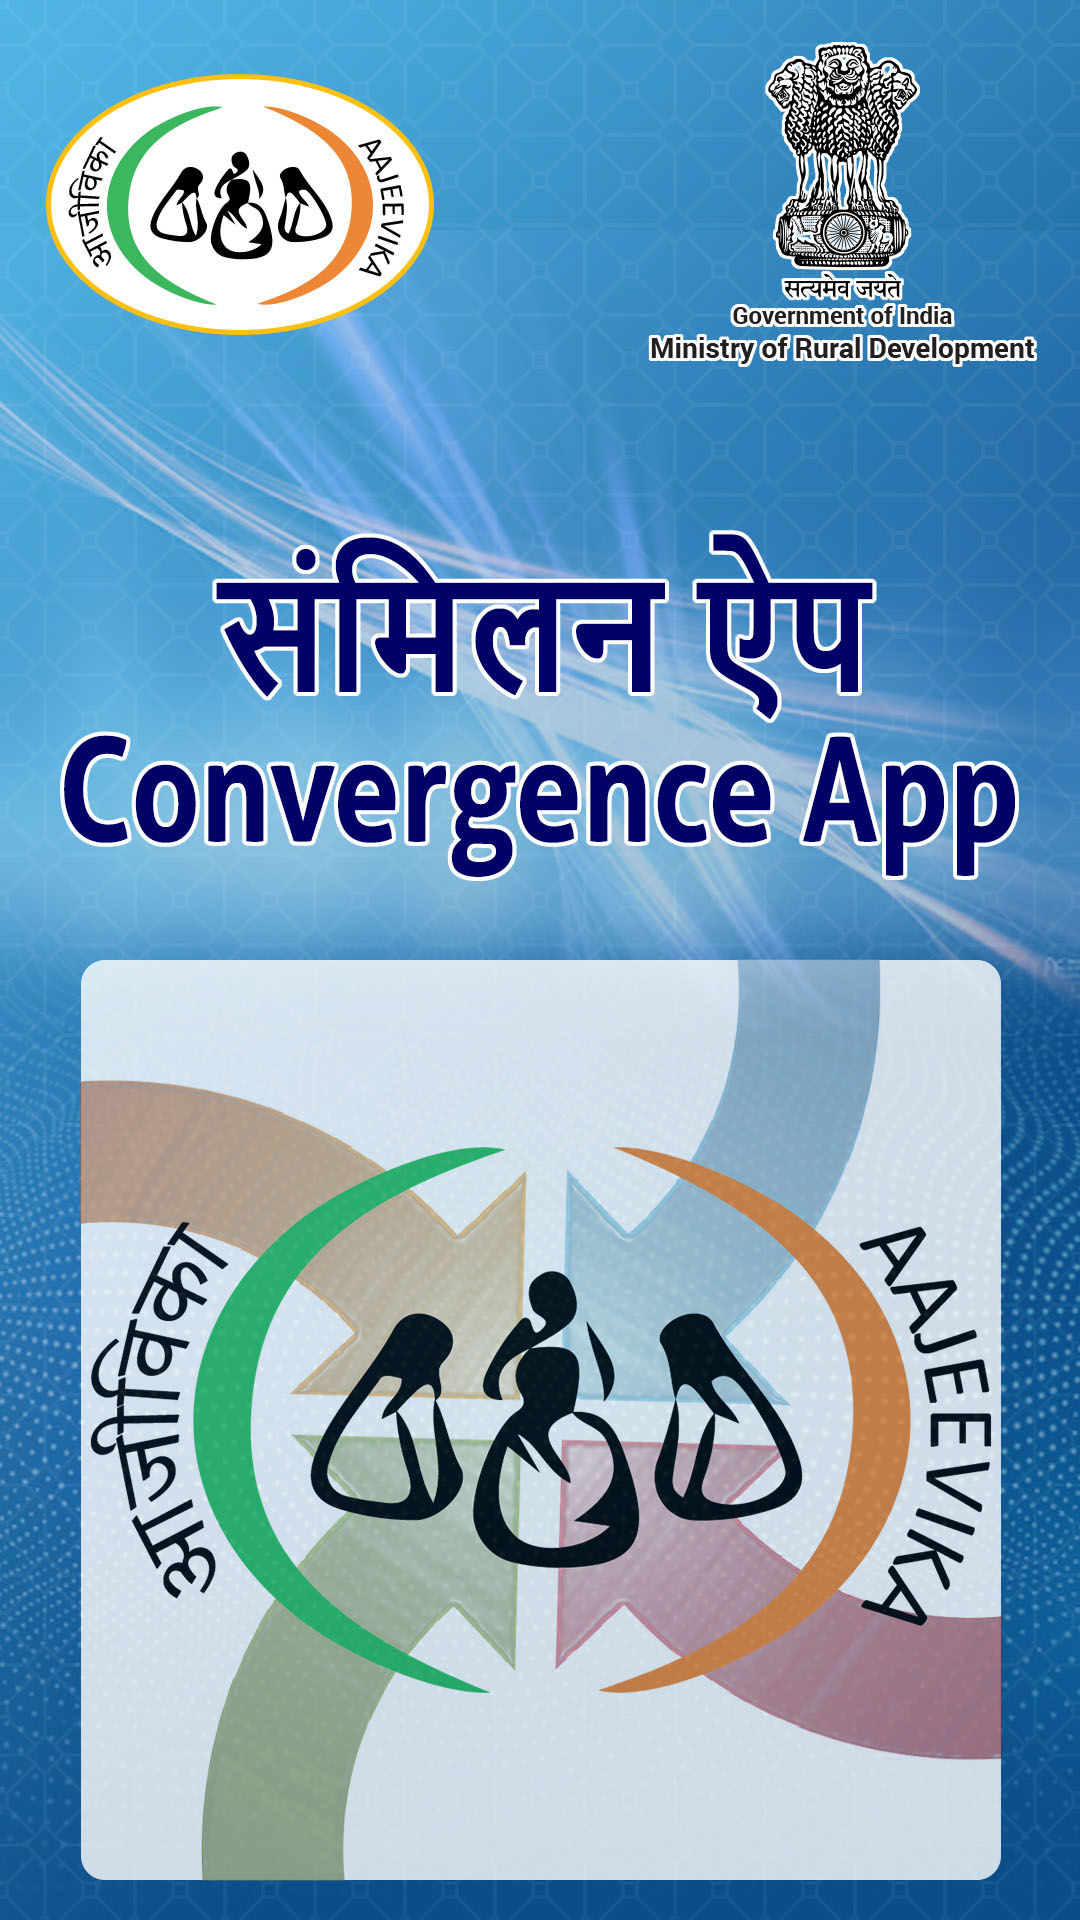 आजीविका
AAJEEVIKA
सत्यमेव जयते
Government of India
Ministry of Rural Development
संमिलन ऐप
Convergence App
आजीविका
AAJEEVIKA